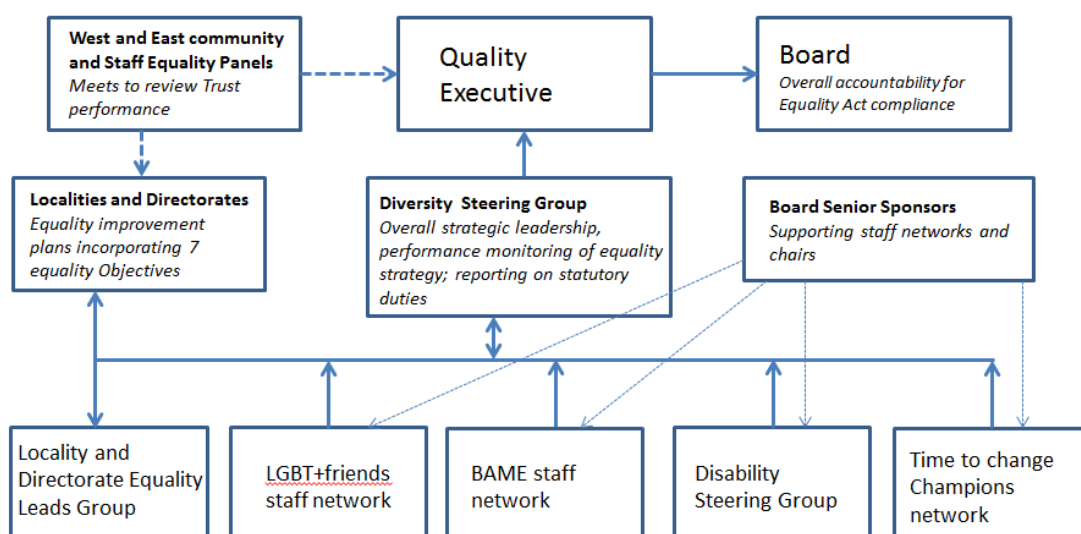 West and East community
and Staff Equality Panels
Meets to review Trust
performance
Quality
Executive
Board
Overall accountability for
Equality Act compliance
Localities and Directorates
Equality improvement
plans incorporating 7
equality Objectives
Diversity Steering Group
Overall strategic leadership,
performance monitoring of equality
strategy; reporting on statutory
duties
Board Senior Sponsors
Supporting staff networks and
chairs
Locality and
Directorate Equality
Leads Group
LGBT+friends
staff network
BAME staff
network
Disability
Steering Group
Time to change
Champions
network